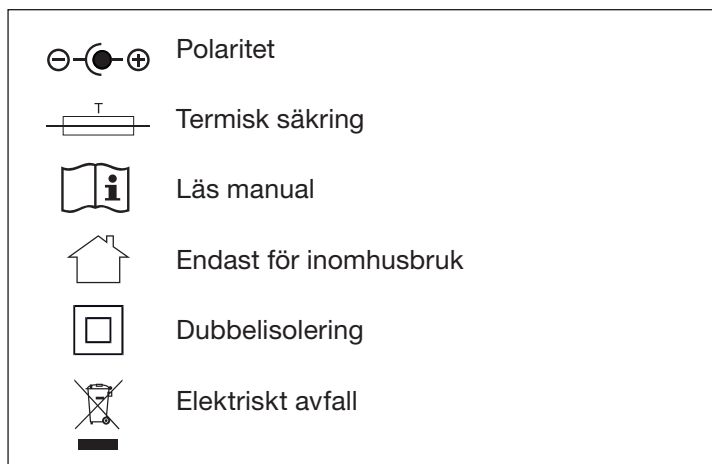 Polaritet
T
Termisk säkring
i
Läs manual
Endast för inomhusbruk
Dubbelisolering
Elektriskt avfall